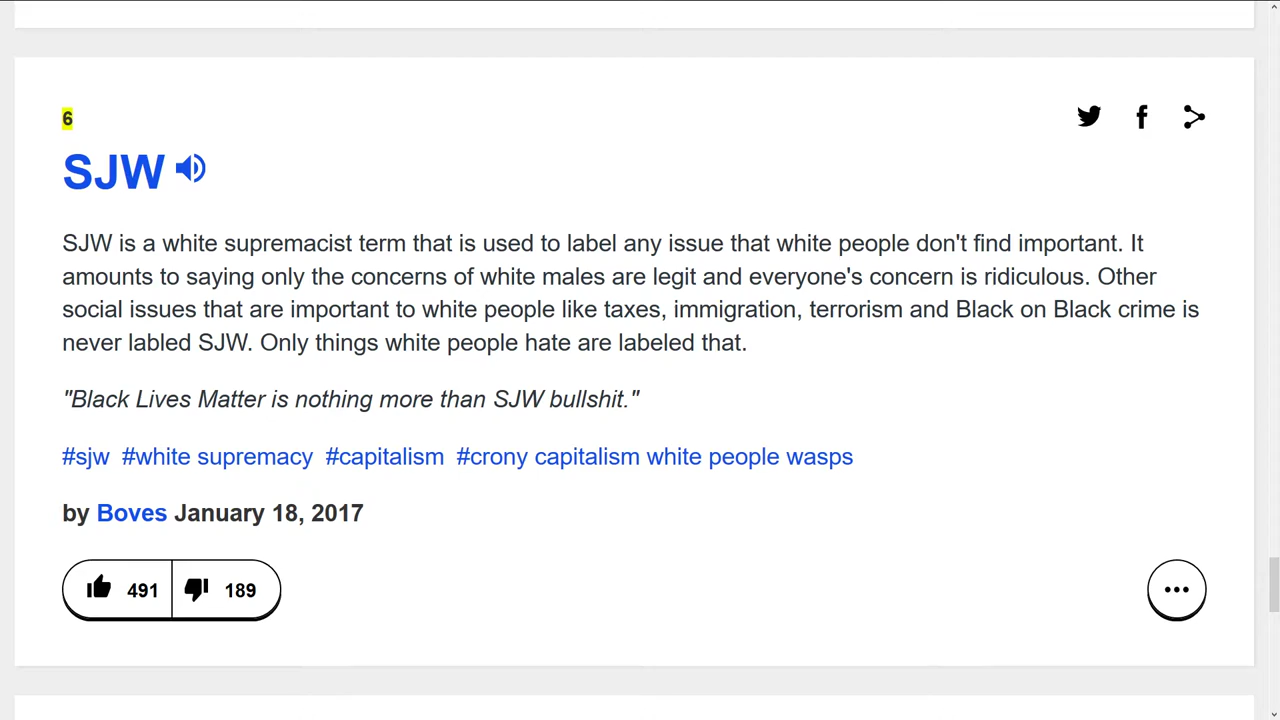 6
SJW
SJW is a white supremacist term that is used to label any issue that white people don't find important. It
amounts to saying only the concerns of white males are legit and everyone's concern is ridiculous. Other
social issues that are important to white people like taxes, immigration, terrorism and Black on Black crime is
never labled SJW. Only things white people hate are labeled that.
"Black Lives Matter is nothing more than SJW bullshit."
#sjw #white supremacy #capitalism #crony capitalism white people wasps
by Boves January 18, 2017
491 189